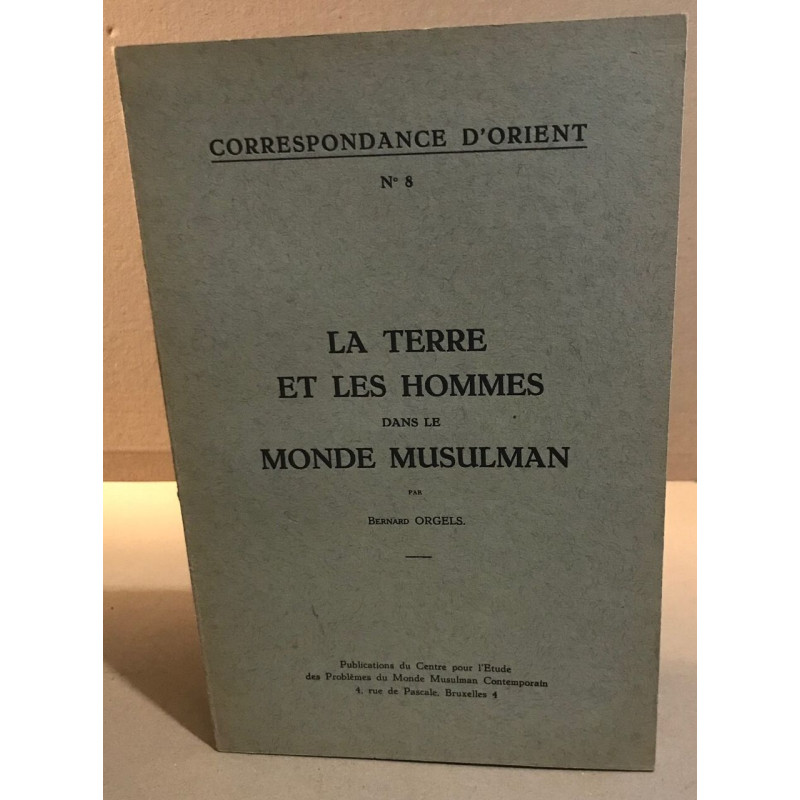 CORRESPONDANCE D'ORIENT
N° 8
LA TERRE
ET LES HOMMES
DANS LE
MONDE MUSULMAN
PAR
BERNARD ORGELS.
Publications du Centre pour l'Etude
des Problèmes du Monde Musulman Contemporain
4, rue de Pascale, Bruxelles 4